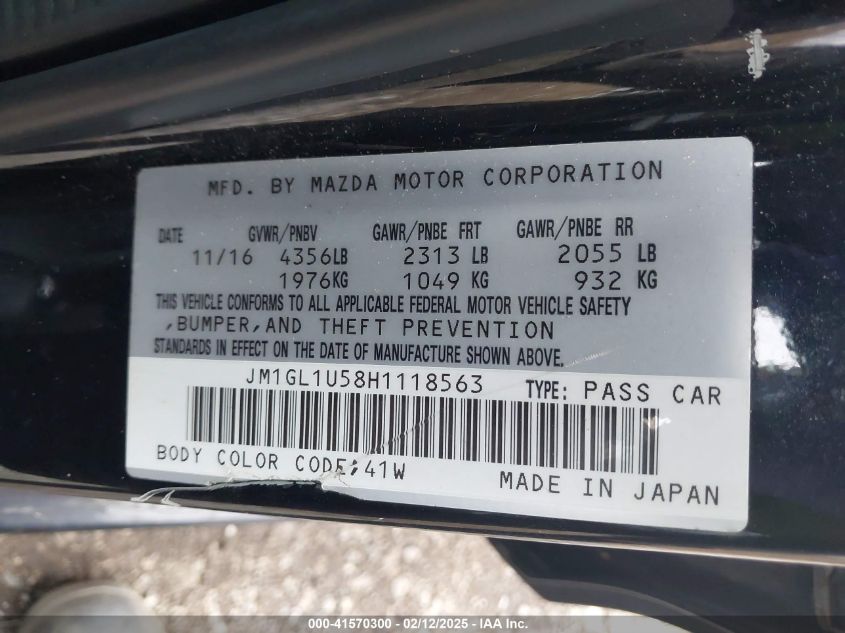 MFD. BY MAZDA MOTOR CORPORATION
DATE GVWR/PNBV GAWR/PNBE FRT GAWR/PNBE RR
11/16 4356LB 2313 LB 2055 LB
1976KG 1049 KG 932 KG
THIS VEHICLE CONFORMS TO ALL APPLICABLE FEDERAL MOTOR VEHICLE SAFETY
,BUMPER,AND THEFT PREVENTION
STANDARDS IN EFFECT ON THE DATE OF MANUFACTURE SHOWN ABOVE.
JM1GL1U58H1118563 TYPE: PASS CAR
BODY COLOR CODE:41W
MADE IN JAPAN
000-41570300 - 02/12/2025 - IAA Inc.